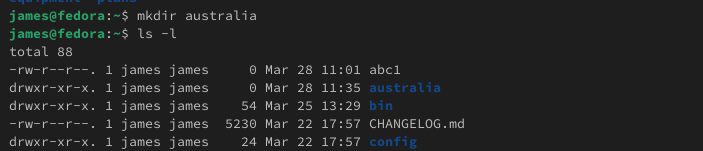 equipment plans
james@fedora:~$ mkdir australia
james@fedora:~$ ls -l
total 88
-rw-r--r--. 1 james james    0 Mar 28 11:01 abc1
drwxr-xr-x. 1 james james    0 Mar 28 11:35 australia
drwxr-xr-x. 1 james james   54 Mar 25 13:29 bin
-rw-r--r--. 1 james james 5230 Mar 22 17:57 CHANGELOG.md
drwxr-xr-x. 1 james james   24 Mar 22 17:57 config